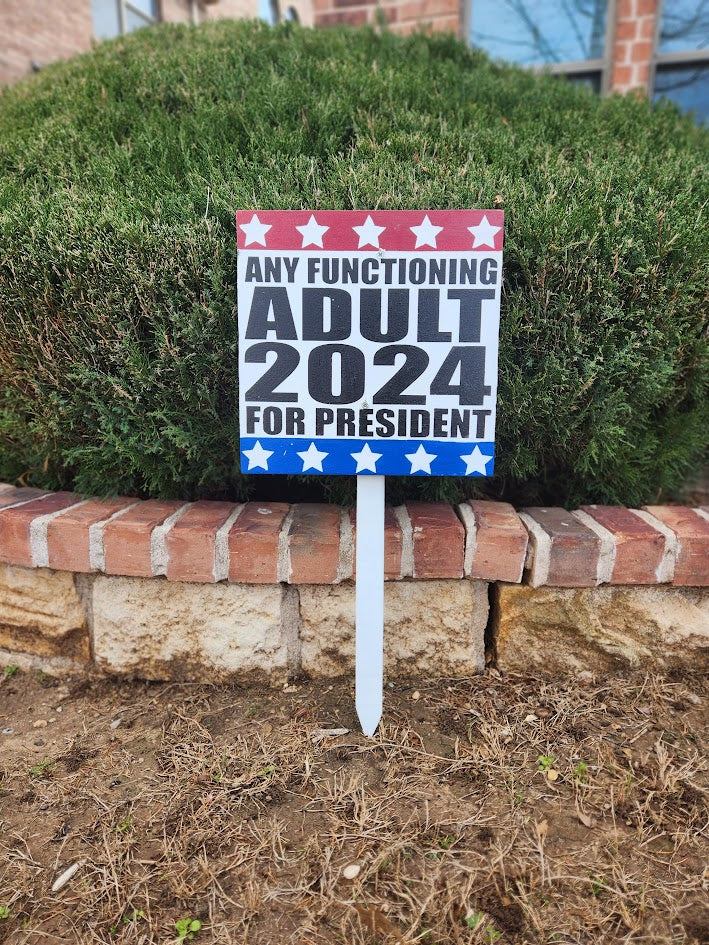 ANY FUNCTIONING
ADULT
2024
FOR PRESIDENT